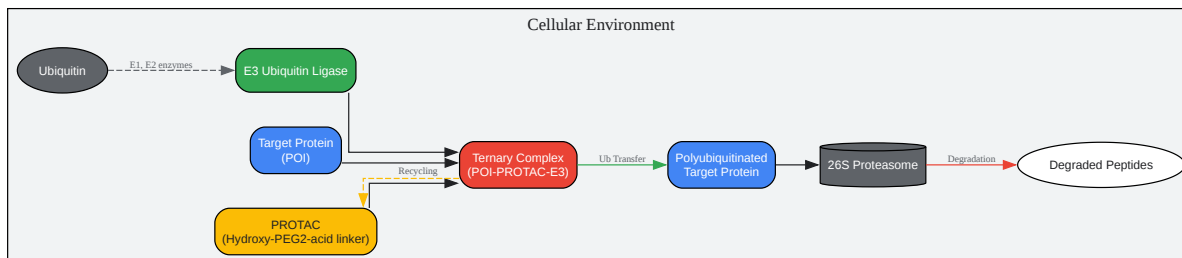 Cellular Environment
Ubiquitin
E1, E2 enzymes
E3 Ubiquitin Ligase
Target Protein
(POI)
Recycling
PROTAC
(Hydroxy-PEG2-acid linker)
Ternary Complex
(POI-PROTAC-E3)
Ub Transfer
Polyubiquitinated
Target Protein
26S Proteasome
Degradation
Degraded Peptides